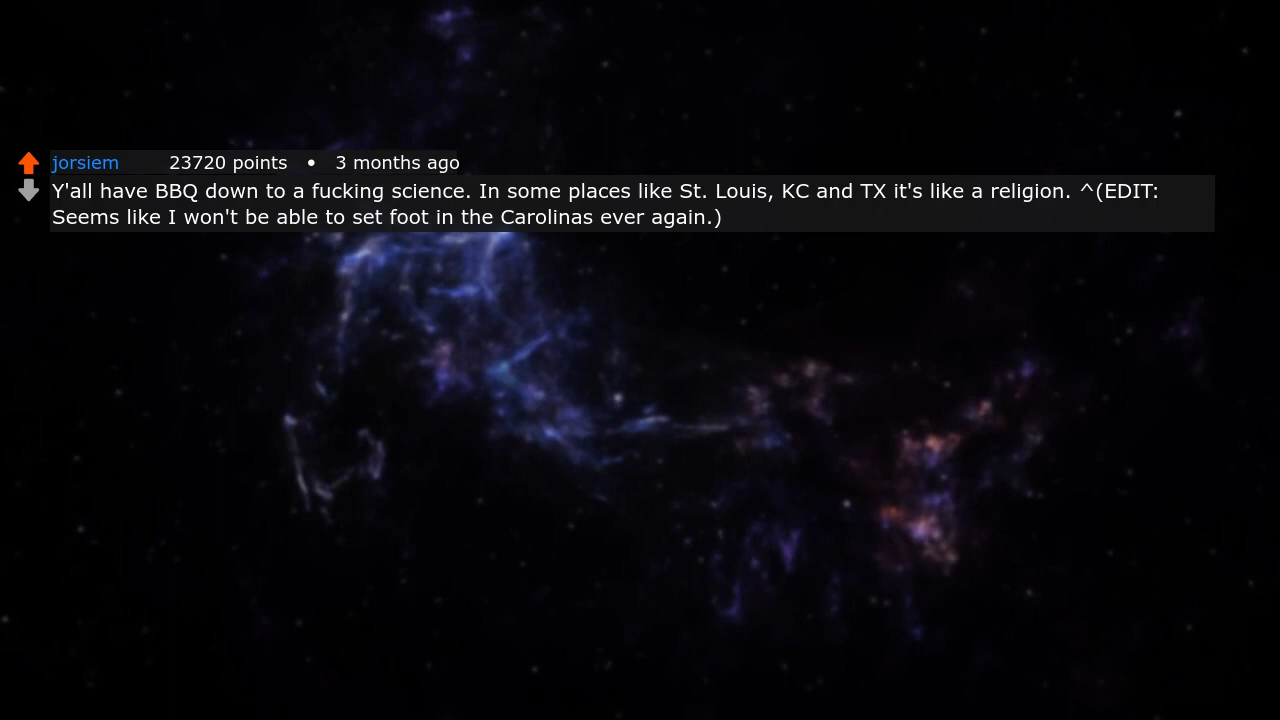 jorsiem 23720 points • 3 months ago
Y'all have BBQ down to a fucking science. In some places like St. Louis, KC and TX it's like a religion. ^(EDIT:
Seems like I won't be able to set foot in the Carolinas ever again.)